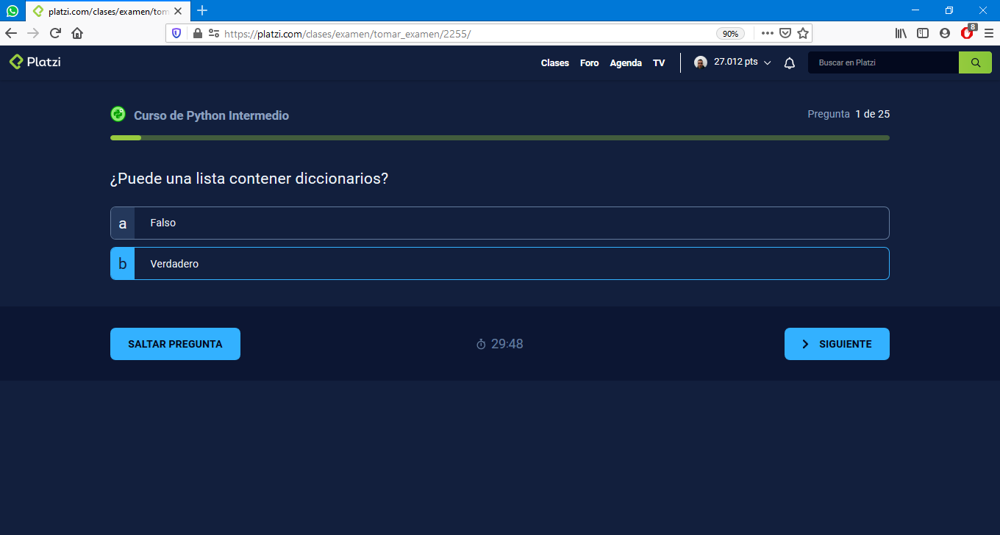 platzi.com/clases/examen/tom
https://platzi.com/clases/examen/tomar_examen/2255/
90%
8
Platzi
Clases
Foro
Agenda
TV
27.012 pts
Buscar en Platzi
Curso de Python Intermedio
Pregunta 1 de 25
¿Puede una lista contener diccionarios?
a Falso
b Verdadero
SALTAR PREGUNTA
29:48
SIGUIENTE